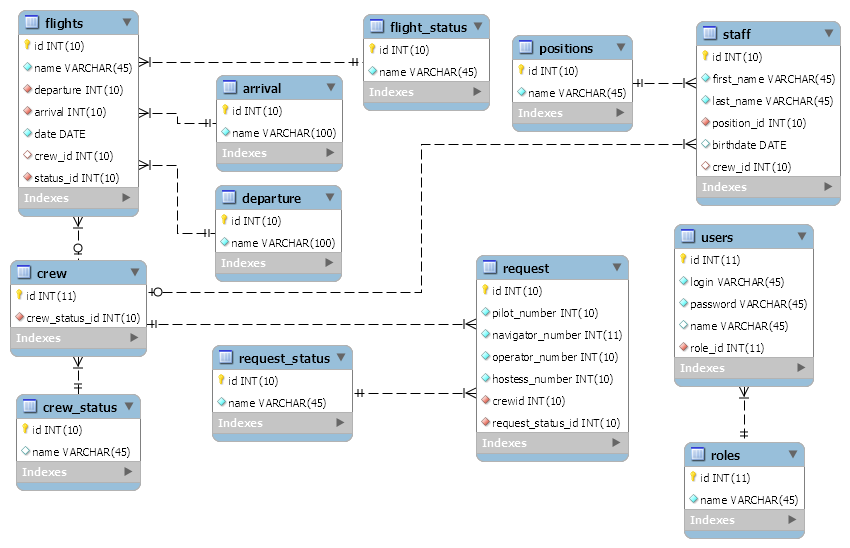 flights
id INT(10)
name VARCHAR(45)
departure INT(10)
arrival INT(10)
date DATE
crew_id INT(10)
status_id INT(10)
Indexes
flight_status
id INT(10)
name VARCHAR(45)
Indexes
positions
id INT(10)
name VARCHAR(45)
Indexes
staff
id INT(10)
first_name VARCHAR(45)
last_name VARCHAR(45)
position_id INT(10)
birthdate DATE
crew_id INT(10)
Indexes
arrival
id INT(10)
name VARCHAR(100)
Indexes
departure
id INT(10)
name VARCHAR(100)
Indexes
crew
id INT(11)
crew_status_id INT(10)
Indexes
request
id INT(10)
pilot_number INT(10)
navigator_number INT(11)
operator_number INT(10)
hostess_number INT(10)
crewid INT(10)
request_status_id INT(10)
Indexes
users
id INT(11)
login VARCHAR(45)
password VARCHAR(45)
name VARCHAR(45)
role_id INT(11)
Indexes
request_status
id INT(10)
name VARCHAR(45)
Indexes
crew_status
id INT(10)
name VARCHAR(45)
Indexes
roles
id INT(11)
name VARCHAR(45)
Indexes